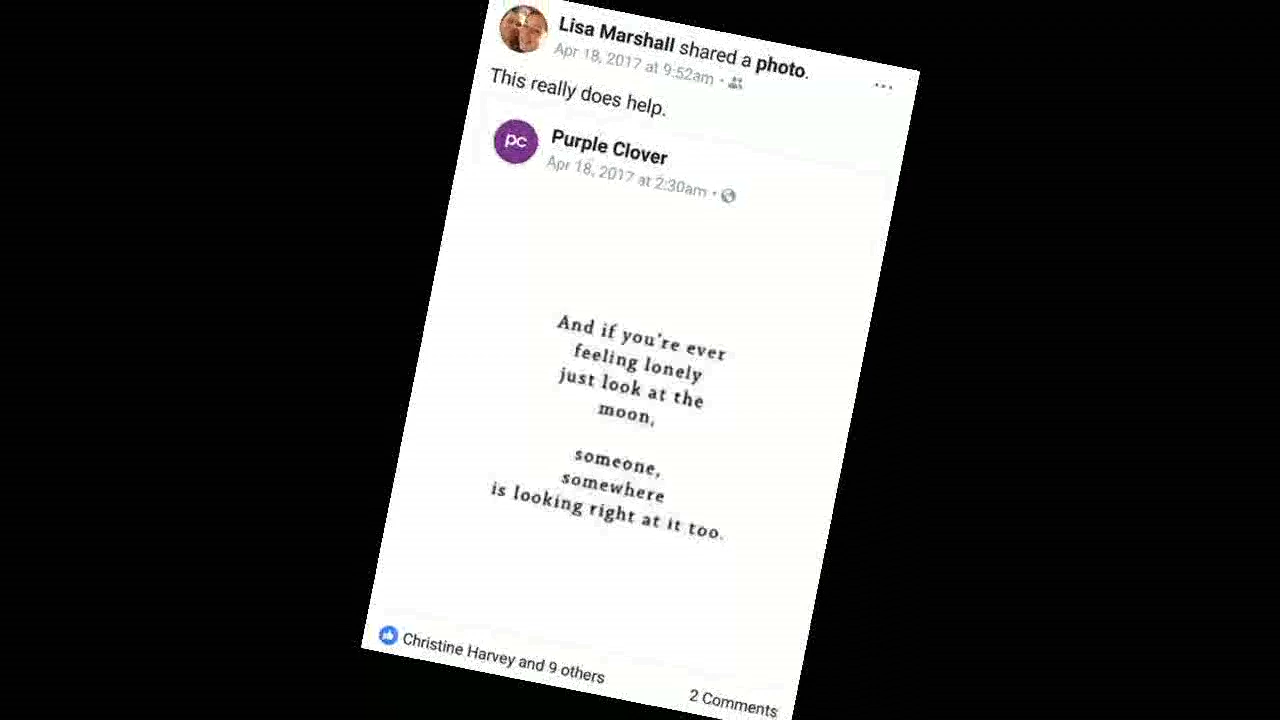 Lisa Marshall shared a photo.
Apr 18, 2017 at 9:52am ·
This really does help.
pc
Purple Clover
Apr 18, 2017 at 2:30am ·
And if you're ever
feeling lonely
just look at the
moon,
someone,
somewhere
is looking right at it too.
Christine Harvey and 9 others
2 Comments